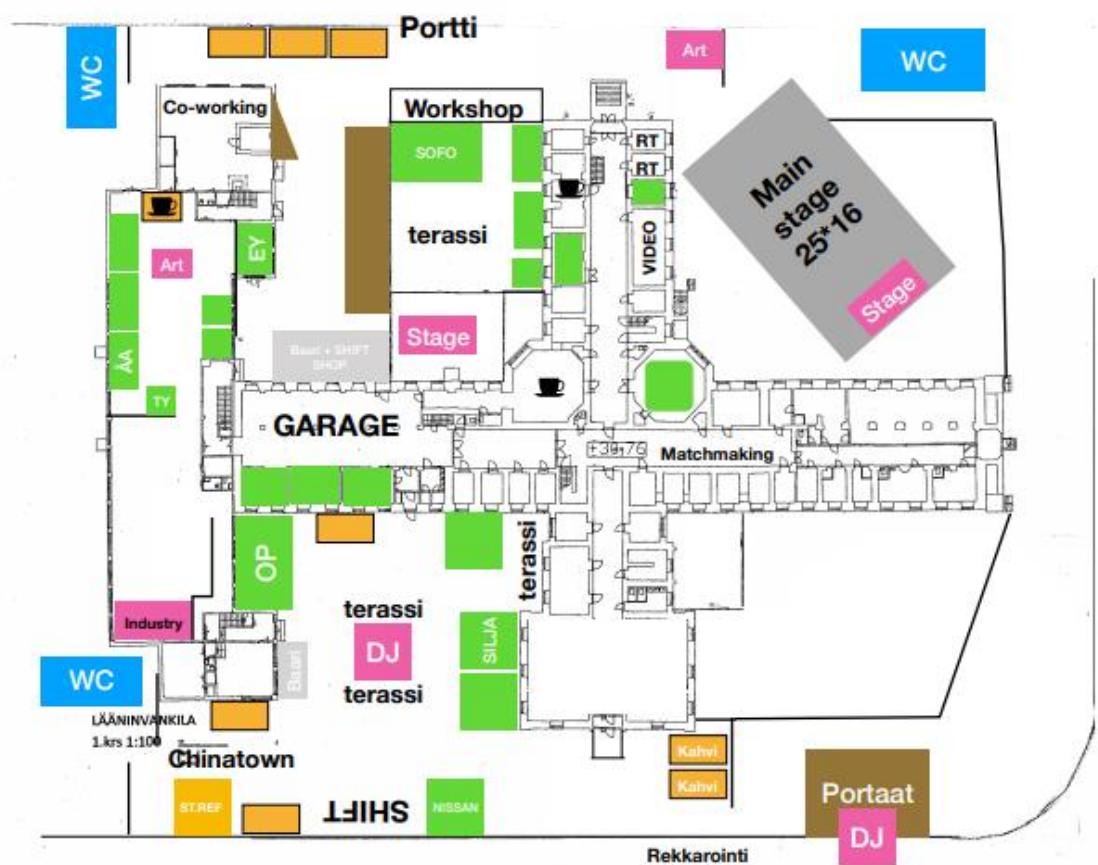 Portti
WC
Art
WC
Co-working
Workshop
SOFO
RT
RT
Main
stage
25*16
Stage
Art
EY
terassi
VIDEO
Stage
Baari + SHIFT
SHOP
ÅA
TY
GARAGE
+39,76
Matchmaking
OP
terassi
terassi
Industry
DJ
SILJA
Baari
WC
terassi
LÄÄNINVANKILA
1.krs 1:100
Chinatown
Kahvi
Kahvi
ST.REF
SHIFT
NISSAN
Portaat
DJ
Rekkarointi